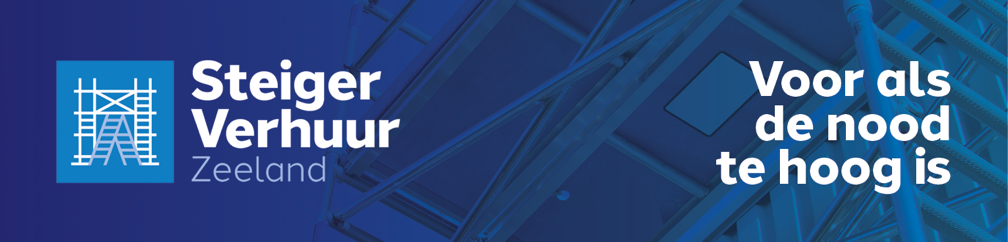 Steiger
Verhuur
Zeeland
Voor als
de nood
te hoog is